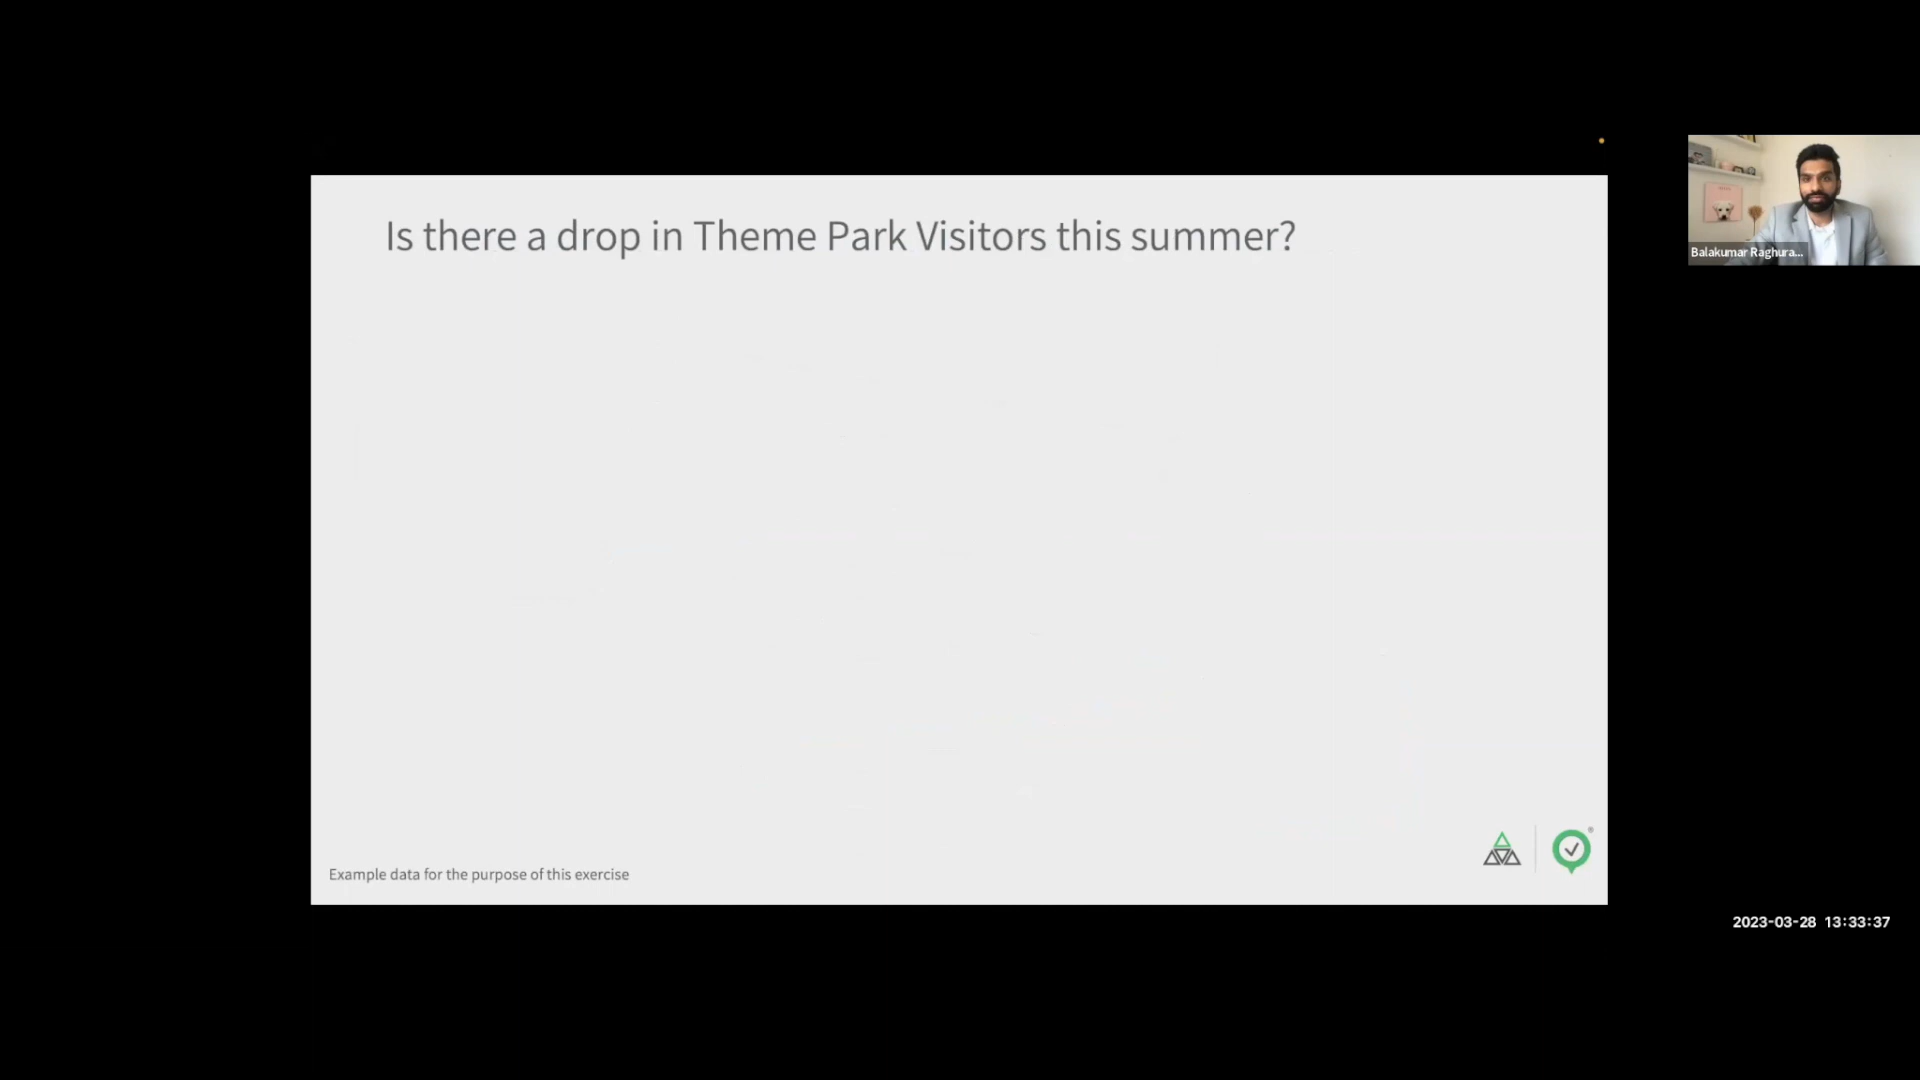 Is there a drop in Theme Park Visitors this summer?
Balakumar Raghura...
Example data for the purpose of this exercise
2023-03-28 13:33:37